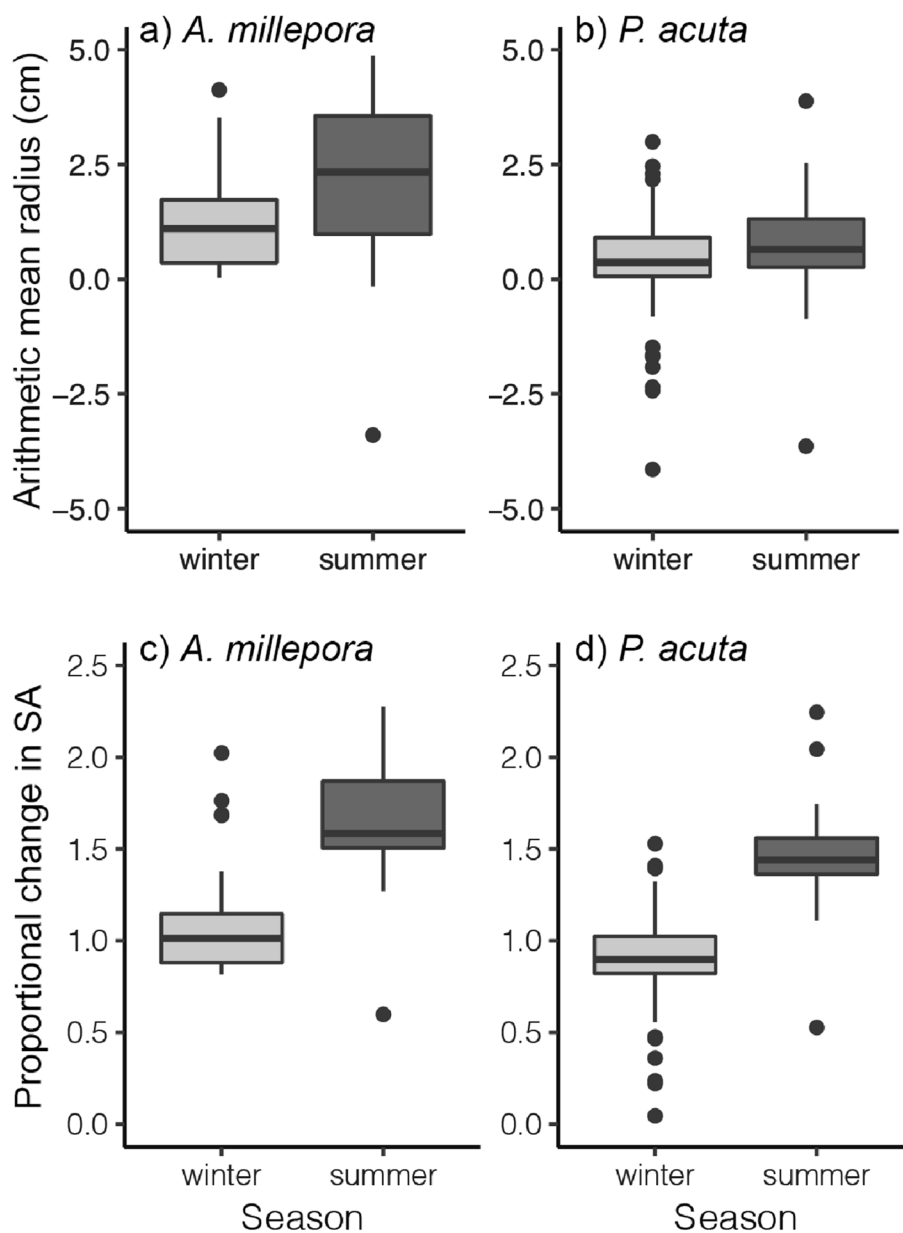 a) A. millepora
b) P. acuta
Arithmetic mean radius (cm)
5.0
2.5
0.0
−2.5
−5.0
winter
summer
5.0
2.5
0.0
−2.5
−5.0
winter
summer
c) A. millepora
d) P. acuta
Proportional change in SA
2.5
2.0
1.5
1.0
0.5
0.0
winter
summer
Season
2.5
2.0
1.5
1.0
0.5
0.0
winter
summer
Season